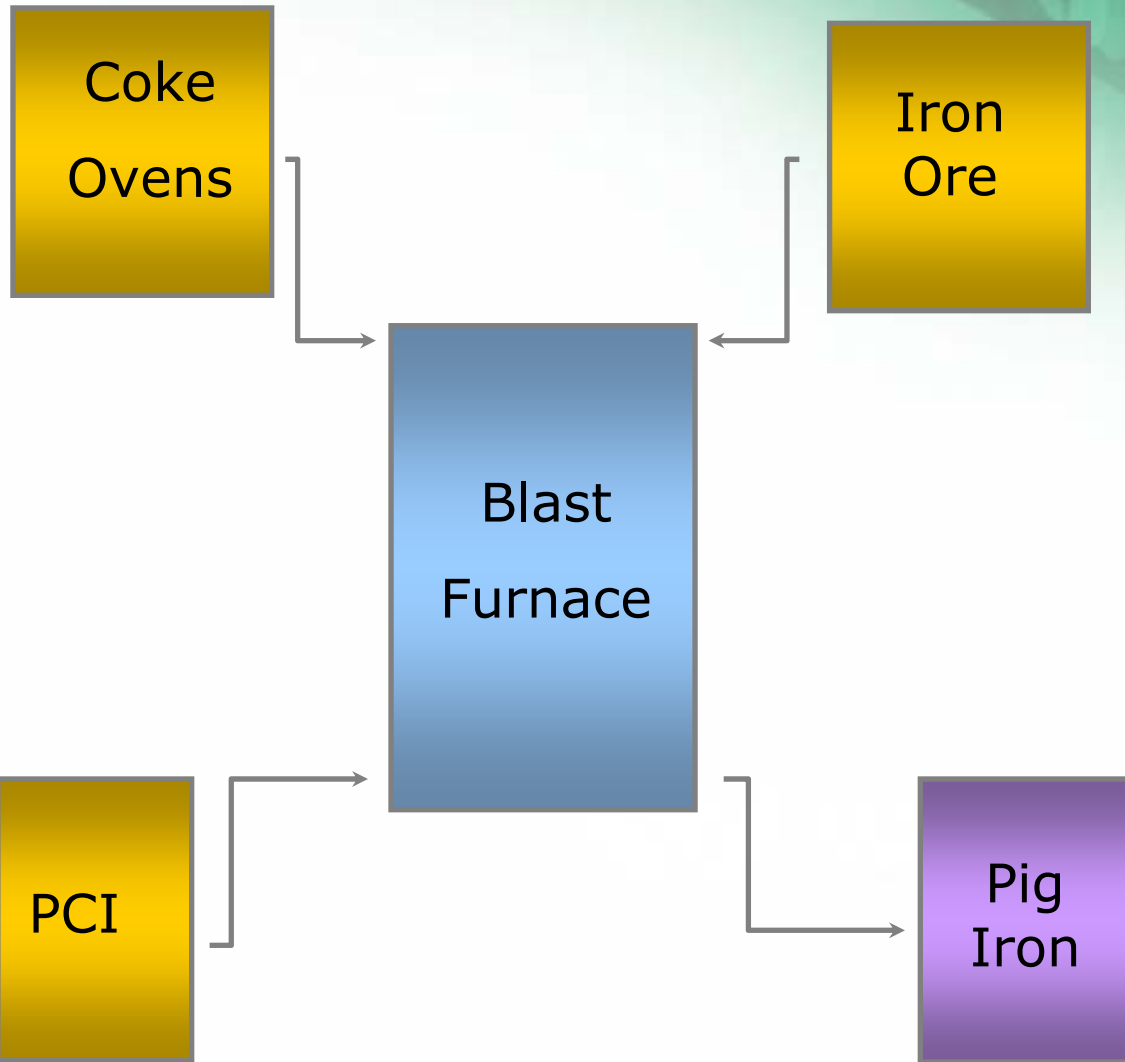 Coke
Ovens
Iron
Ore
Blast
Furnace
PCI
Pig
Iron